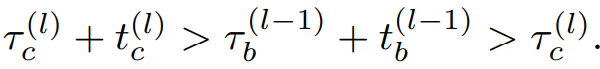 τ_c^{(l)} + t_c^{(l)} > τ_b^{(l−1)} + t_b^{(l−1)} > τ_c^{(l)}.